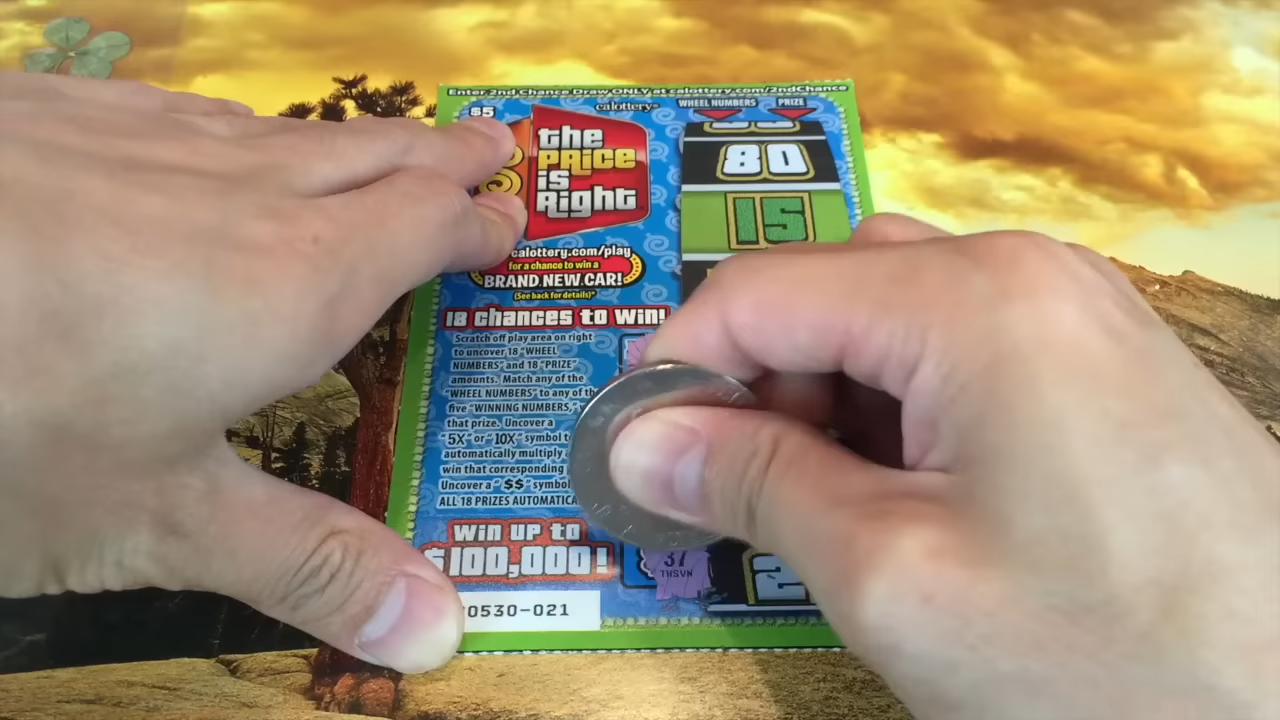 Enter 2nd Chance Draw ONLY at calottery.com/2ndChance
$5
calottery
WHEEL NUMBERS
PRIZE
the
PRICE
is
Right
80
15
calottery.com/play
for a chance to win a
BRAND NEW CAR!
(See back for details)*
18 CHANCES TO WIN!
Scratch off play area on right
to uncover 18 "WHEEL
NUMBERS" and 18 "PRIZE"
amounts. Match any of the
"WHEEL NUMBERS" to any of the
five "WINNING NUMBERS,"
that prize. Uncover a
"5X" or "10X" symbol
automatically multiply
win that corresponding
Uncover a "$$" symbol
ALL 18 PRIZES
WIN UP TO
$100,000!
37
THSVN
2
0530-021